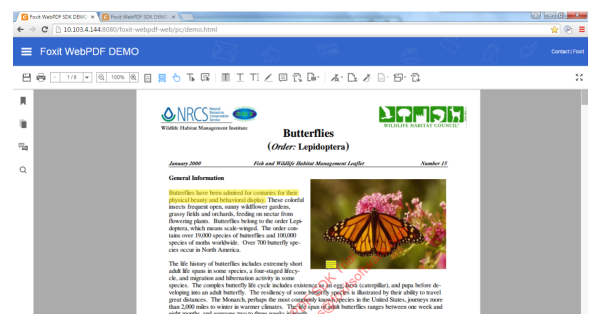 Foxit WebPDF SDK DEMO
Foxit WebPDF SDK DEMO
10.103.4.144:8080/foxit-webpdf-web/pc/demo.html
Foxit WebPDF DEMO
Contact | Foxit
1 / 8
100%
NRCS Natural Resources Conservation Service
WILDLIFE HABITAT COUNCIL
Wildlife Habitat Management Institute
Butterflies
(Order: Lepidoptera)
January 2000 Fish and Wildlife Habitat Management Leaflet Number 15
General Information
Butterflies have been admired for centuries for their
physical beauty and behavioral display. These colorful
insects frequent open, sunny wildflower gardens,
grassy fields and orchards, feeding on nectar from
flowering plants. Butterflies belong to the order Lepi-
doptera, which means scale-winged. The order con-
tains over 19,000 species of butterflies and 100,000
species of moths worldwide. Over 700 butterfly spe-
cies occur in North America.
The life history of butterflies includes extremely short
adult life spans in some species, a four-staged lifecy-
cle, and migration and hibernation activity in some
species. The complex butterfly life cycle includes existence as an egg, larva (caterpillar), and pupa before de-
veloping into an adult butterfly. The resiliency of some butterfly species is illustrated by their ability to travel
great distances. The Monarch, perhaps the most commonly known species in the United States, journeys more
than 2,000 miles to winter in warmer climates. The life span of adult butterflies ranges between one week and